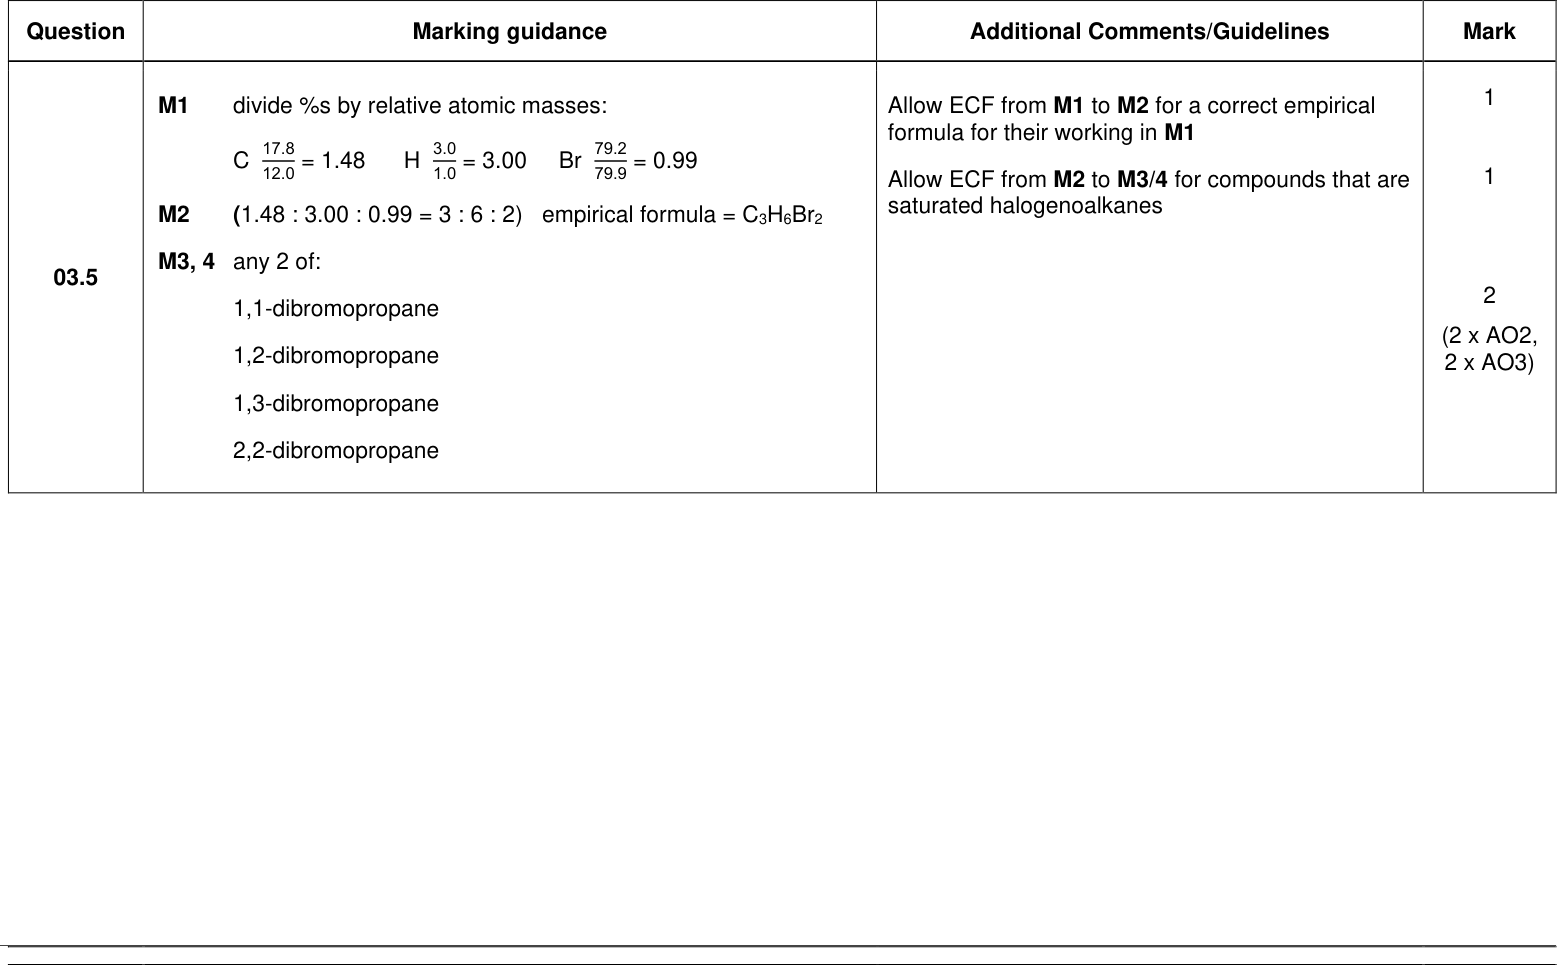 Question Marking guidance Additional Comments/Guidelines Mark
03.5
M1 divide %s by relative atomic masses:
C 17.8/12.0 = 1.48 H 3.0/1.0 = 3.00 Br 79.2/79.9 = 0.99
M2 (1.48 : 3.00 : 0.99 = 3 : 6 : 2) empirical formula = C₃H₆Br₂
M3, 4 any 2 of:
1,1-dibromopropane
1,2-dibromopropane
1,3-dibromopropane
2,2-dibromopropane
Allow ECF from M1 to M2 for a correct empirical
formula for their working in M1
Allow ECF from M2 to M3/4 for compounds that are
saturated halogenoalkanes
1
1
2
(2 x AO2,
2 x AO3)